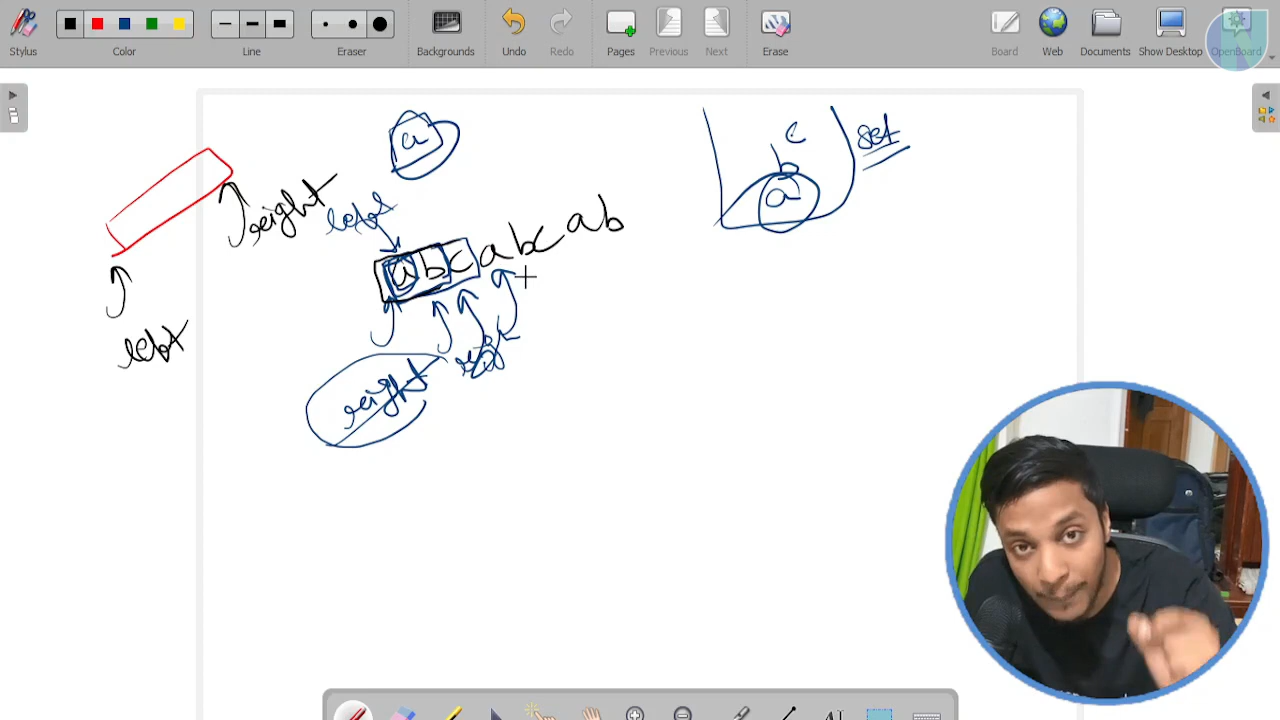 Stylus
Color
Line
Eraser
Backgrounds
Undo
Redo
Pages
Previous
Next
Erase
Board
Web
Documents
Show Desktop
OpenBoard
a
c
set
b
a
right
left
abcabcab
left
right